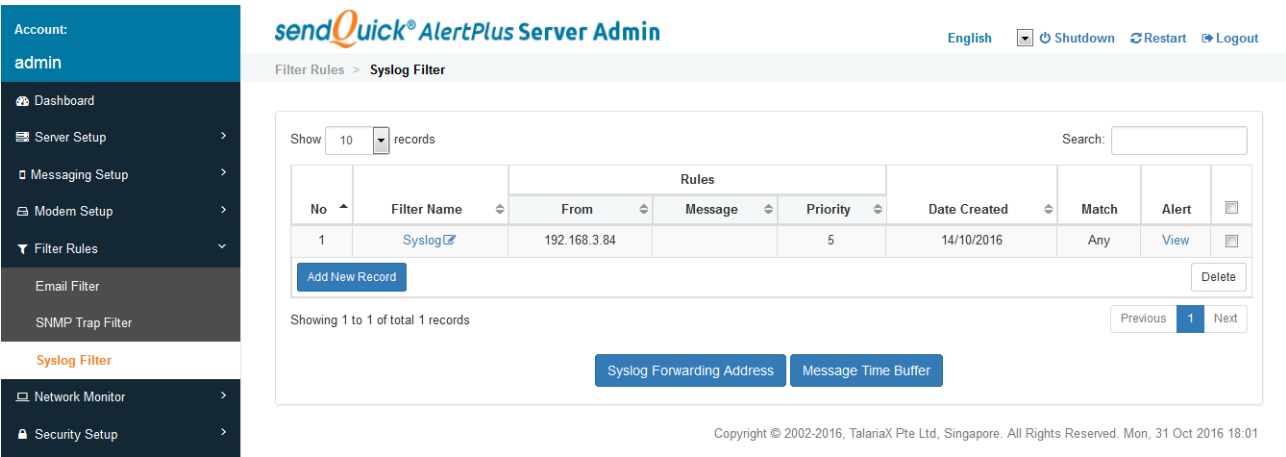 Account:
admin
Dashboard
Server Setup
Messaging Setup
Modem Setup
Filter Rules
Email Filter
SNMP Trap Filter
Syslog Filter
Network Monitor
Security Setup
sendQuick® AlertPlus Server Admin
English Shutdown Restart Logout
Filter Rules > Syslog Filter
Show 10 records Search:
Rules
No Filter Name From Message Priority Date Created Match Alert
1 Syslog 192.168.3.84 5 14/10/2016 Any View
Add New Record Delete
Showing 1 to 1 of total 1 records Previous 1 Next
Syslog Forwarding Address Message Time Buffer
Copyright © 2002-2016, TalariaX Pte Ltd, Singapore. All Rights Reserved. Mon, 31 Oct 2016 18:01